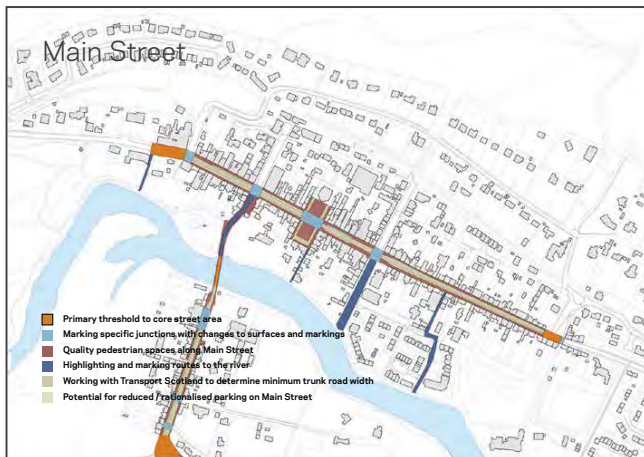 Main Street
Primary threshold to core street area
Marking specific junctions with changes to surfaces and markings
Quality pedestrian spaces along Main Street
Highlighting and marking routes to the river
Working with Transport Scotland to determine minimum trunk road width
Potential for reduced / rationalised parking on Main Street